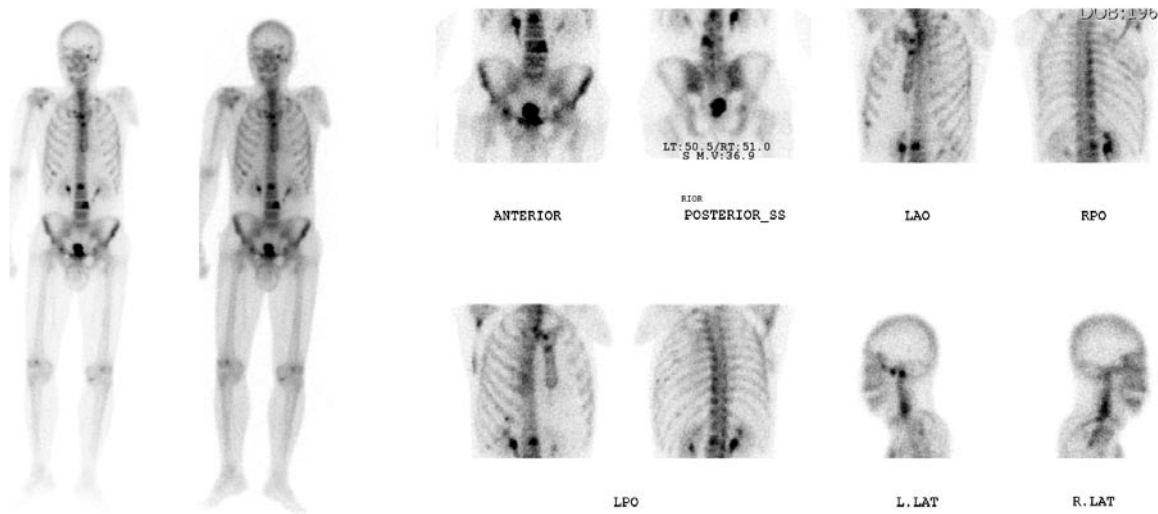 DOB:196
LT:50.5/RT:51.0
S M.V:36.9
RIOR
ANTERIOR
POSTERIOR_SS
LAO
RPO
LPO
L.LAT
R.LAT